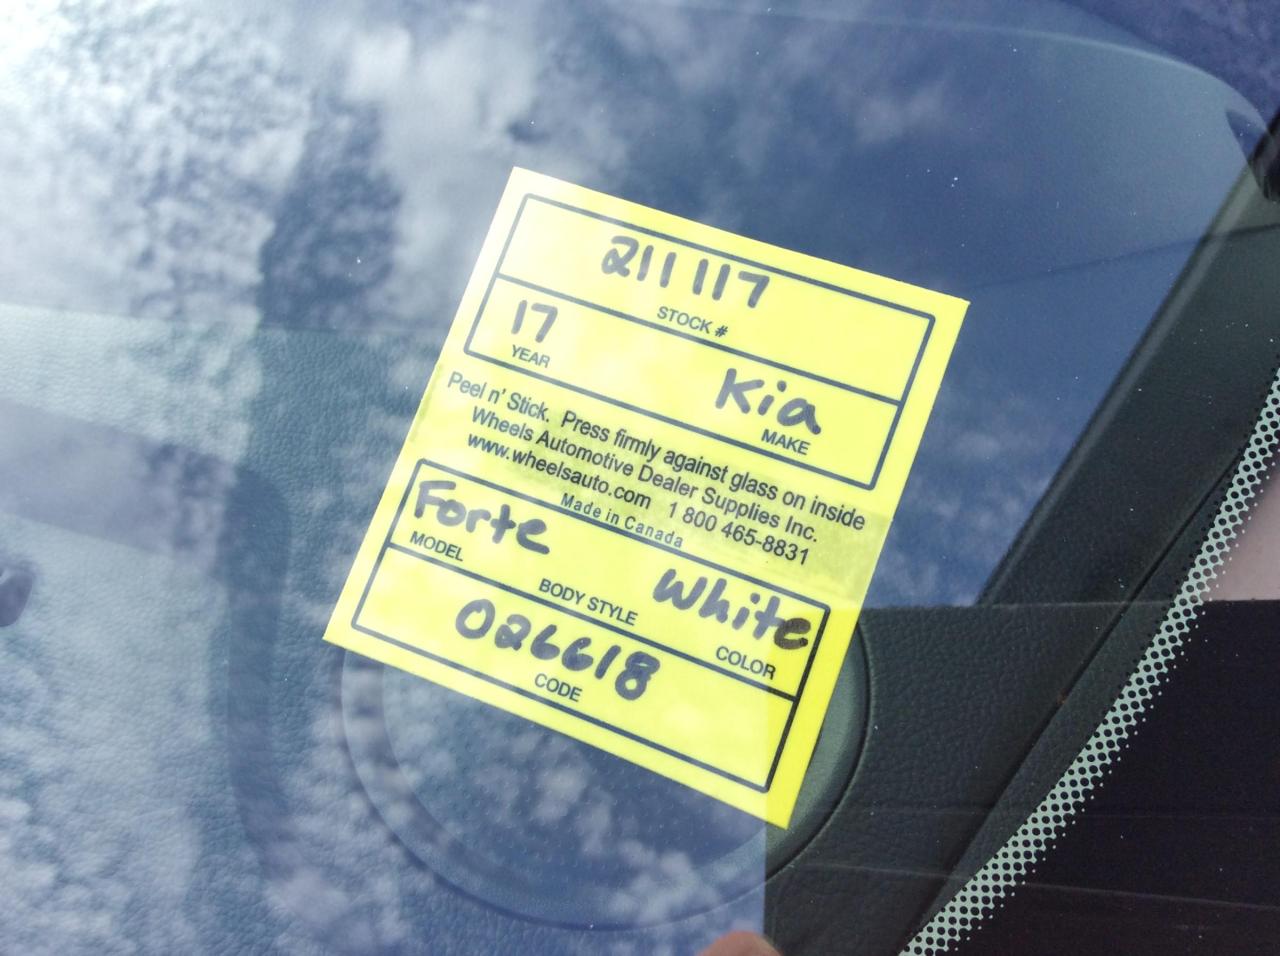 211117
STOCK #
17 Kia
YEAR MAKE
Peel n' Stick. Press firmly against glass on inside
Wheels Automotive Dealer Supplies Inc.
www.wheelsauto.com 1 800 465-8831
Made in Canada
Forte White
MODEL BODY STYLE COLOR
026618
CODE